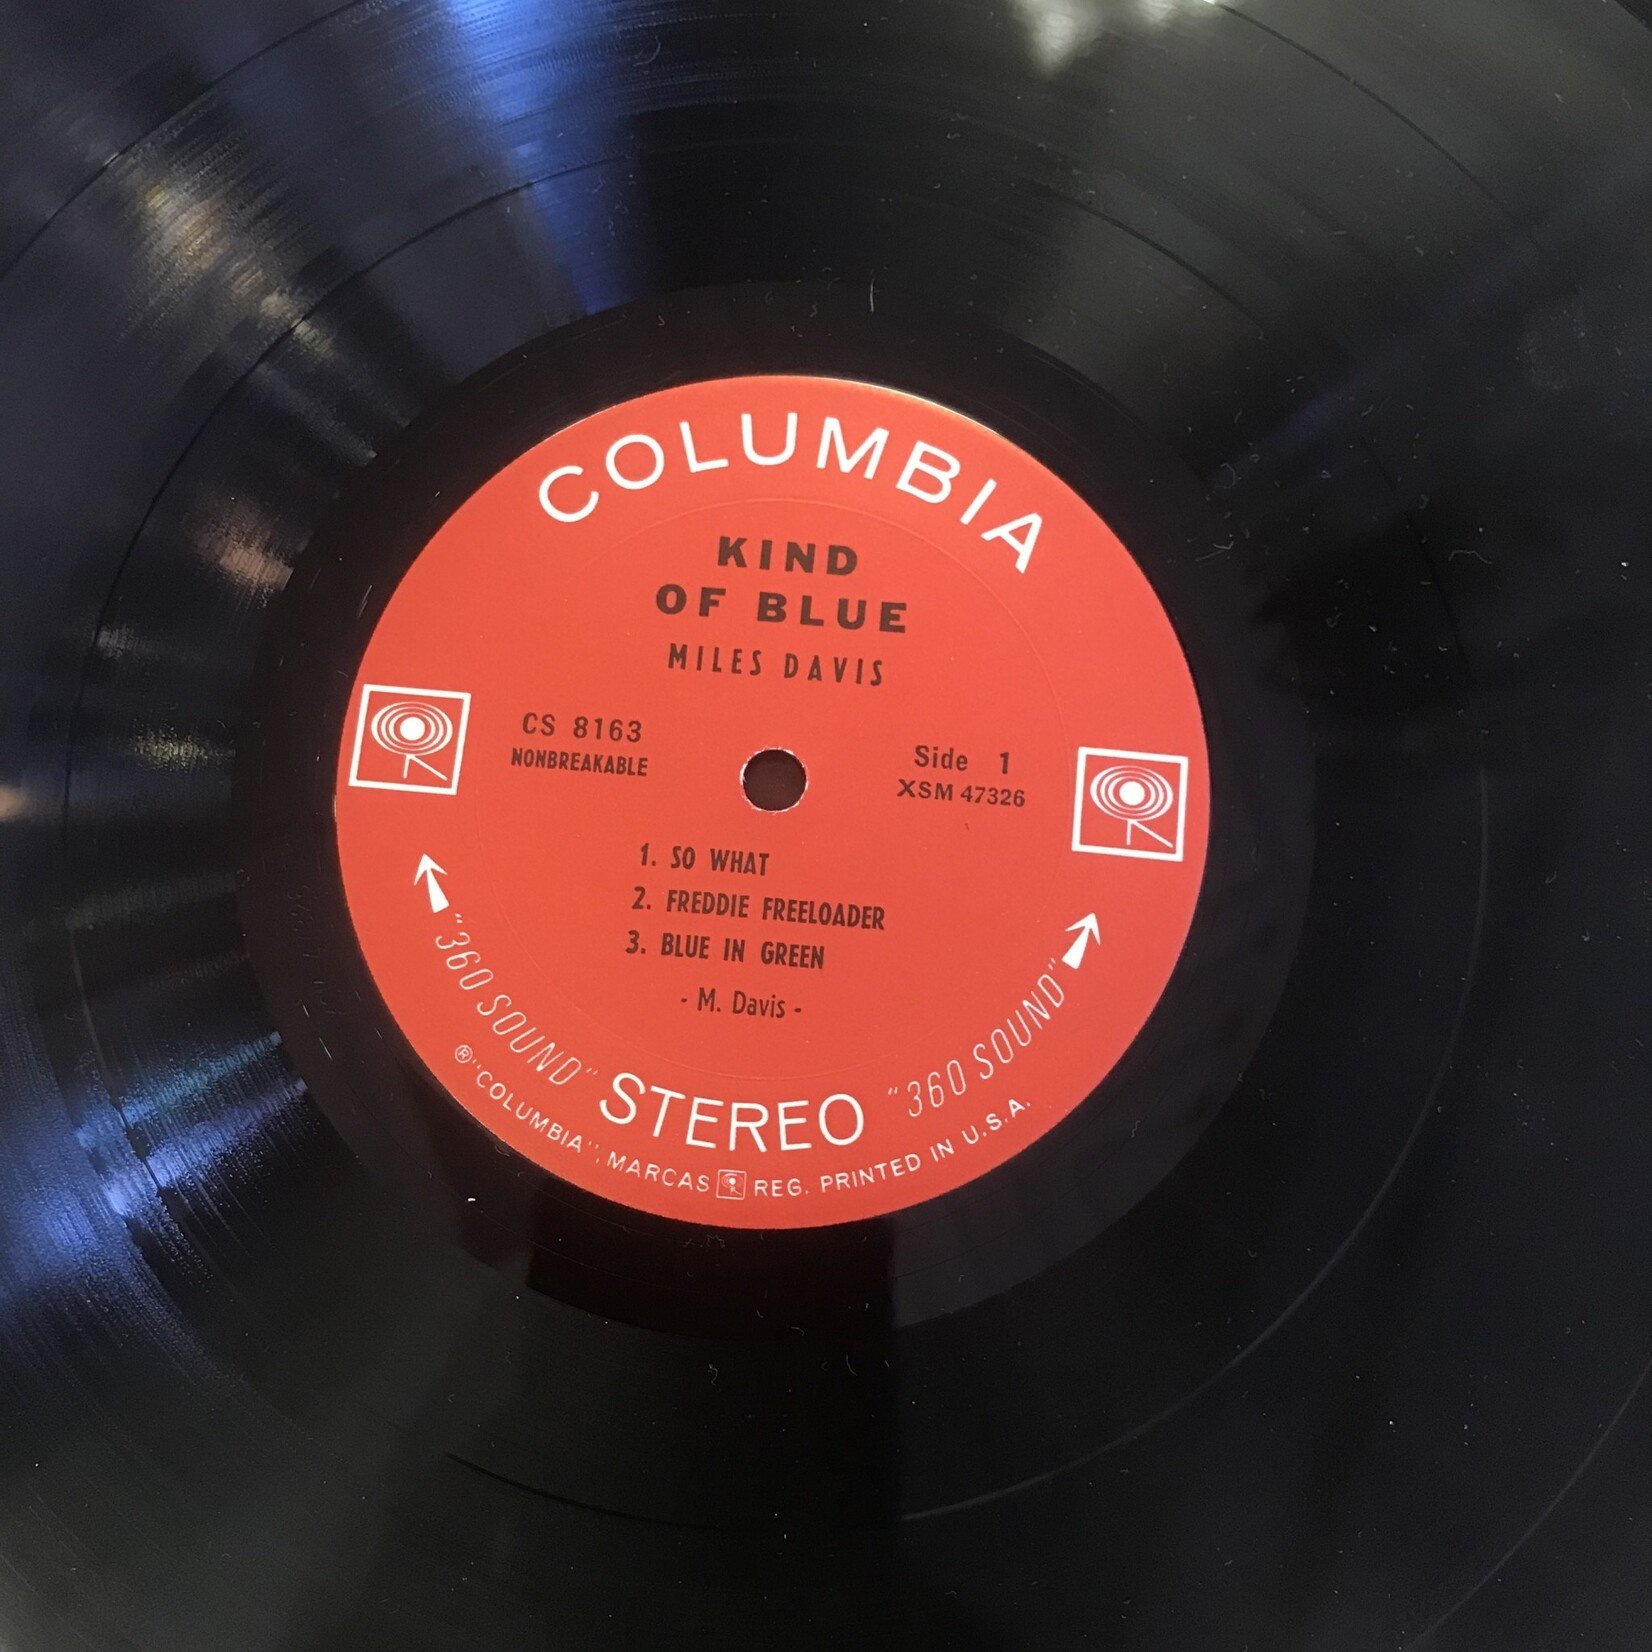 COLUMBIA
KIND
OF BLUE
MILES DAVIS
CS 8163
NONBREAKABLE
Side 1
XSM 47326
1. SO WHAT
2. FREDDIE FREELOADER
3. BLUE IN GREEN
- M. Davis -
"360 SOUND" STEREO "360 SOUND"
® "COLUMBIA", MARCAS REG. PRINTED IN U.S.A.